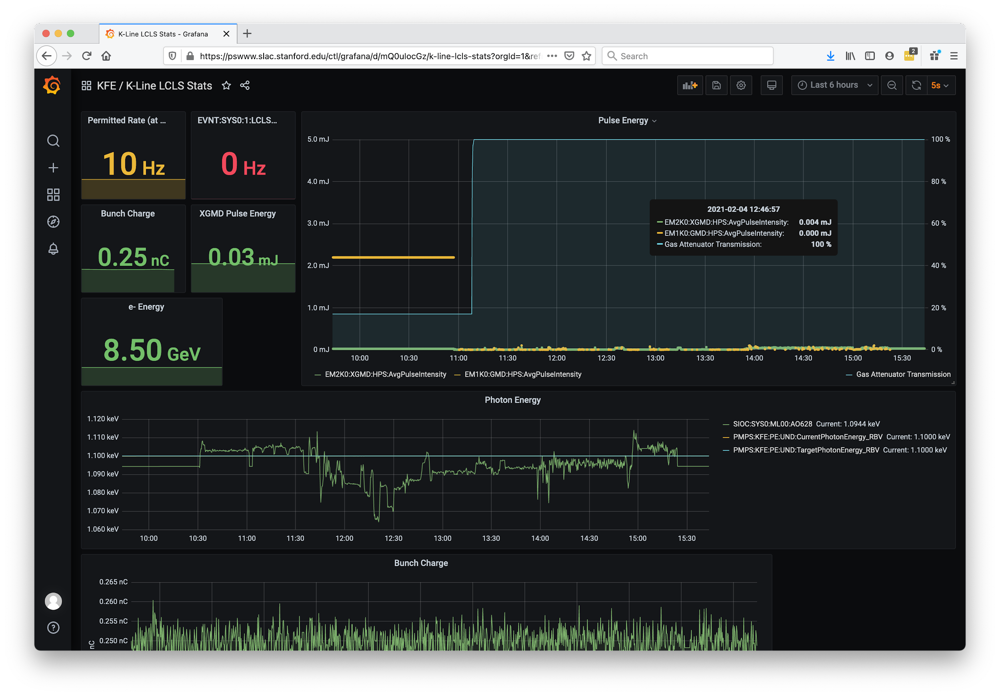 K-Line LCLS Stats - Grafana
https://pswww.slac.stanford.edu/ctl/grafana/d/mQ0uIocGz/k-line-lcls-stats?orgId=1&ref
Search
2
KFE / K-Line LCLS Stats
Last 6 hours
5s
Permitted Rate (at ...
10 Hz
EVNT:SYS0:1:LCLS...
0 Hz
Bunch Charge
0.25 nC
XGMD Pulse Energy
0.03 mJ
e- Energy
8.50 GeV
Pulse Energy
5.0 mJ
4.0 mJ
3.0 mJ
2.0 mJ
1.0 mJ
0 mJ
100 %
80 %
60 %
40 %
20 %
0 %
2021-02-04 12:46:57
EM2K0:XGMD:HPS:AvgPulseIntensity: 0.004 mJ
EM1K0:GMD:HPS:AvgPulseIntensity: 0.000 mJ
Gas Attenuator Transmission: 100 %
10:00 10:30 11:00 11:30 12:00 12:30 13:00 13:30 14:00 14:30 15:00 15:30
EM2K0:XGMD:HPS:AvgPulseIntensity EM1K0:GMD:HPS:AvgPulseIntensity Gas Attenuator Transmission
Photon Energy
1.120 keV
1.110 keV
1.100 keV
1.090 keV
1.080 keV
1.070 keV
1.060 keV
10:00 10:30 11:00 11:30 12:00 12:30 13:00 13:30 14:00 14:30 15:00 15:30
SIOC:SYS0:ML00:AO628 Current: 1.0944 keV
PMPS:KFE:PE:UND:CurrentPhotonEnergy_RBV Current: 1.1000 keV
PMPS:KFE:PE:UND:TargetPhotonEnergy_RBV Current: 1.1000 keV
Bunch Charge
0.265 nC
0.260 nC
0.255 nC
0.250 nC
nC